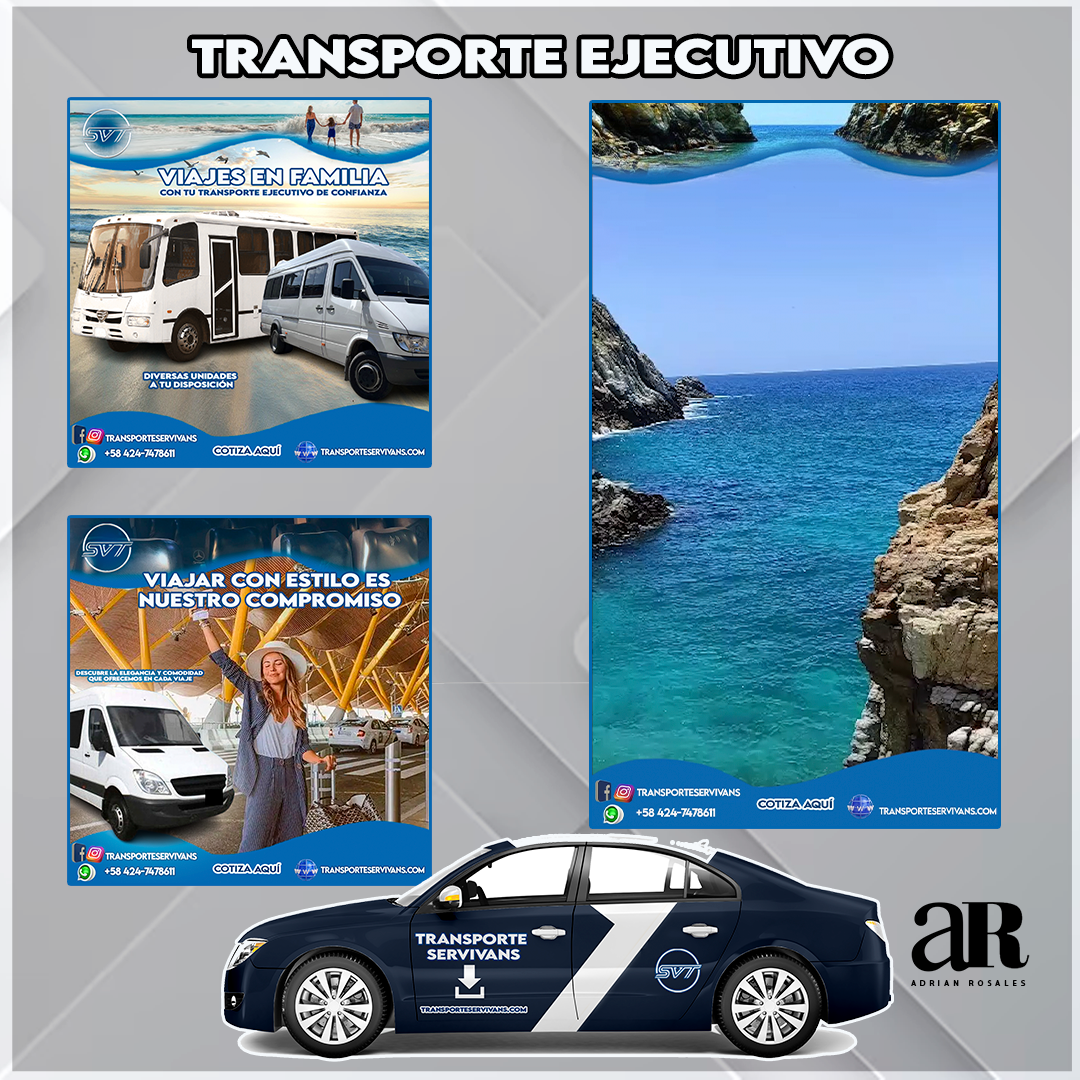 TRANSPORTE EJECUTIVO
SVT
VIAJES EN FAMILIA
CON TU TRANSPORTE EJECUTIVO DE CONFIANZA
DIVERSAS UNIDADES
A TU DISPOSICIÓN
TRANSPORTESERVIVANS
+58 424-7478611
COTIZA AQUÍ
WWW
TRANSPORTESERVIVANS.COM
SVT
VIAJAR CON ESTILO ES
NUESTRO COMPROMISO
DESCUBRE LA ELEGANCIA Y COMODIDAD
QUE OFRECEMOS EN CADA VIAJE
TRANSPORTESERVIVANS
+58 424-7478611
COTIZA AQUÍ
WWW
TRANSPORTESERVIVANS.COM
TRANSPORTESERVIVANS
+58 424-7478611
COTIZA AQUÍ
WWW
TRANSPORTESERVIVANS.COM
TRANSPORTE
SERVIVANS
TRANSPORTESERVIVANS.COM
SVT
aR
ADRIAN ROSALES